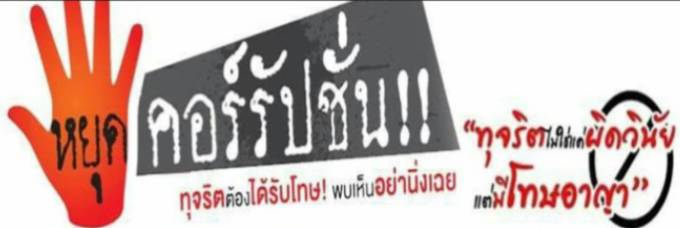 หยุด คอร์รัปชั่น!!
ทุจริตต้องได้รับโทษ! พบเห็นอย่านิ่งเฉย
“ทุจริตไม่ใช่แค่ผิดวินัย
แต่มีโทษอาญา”